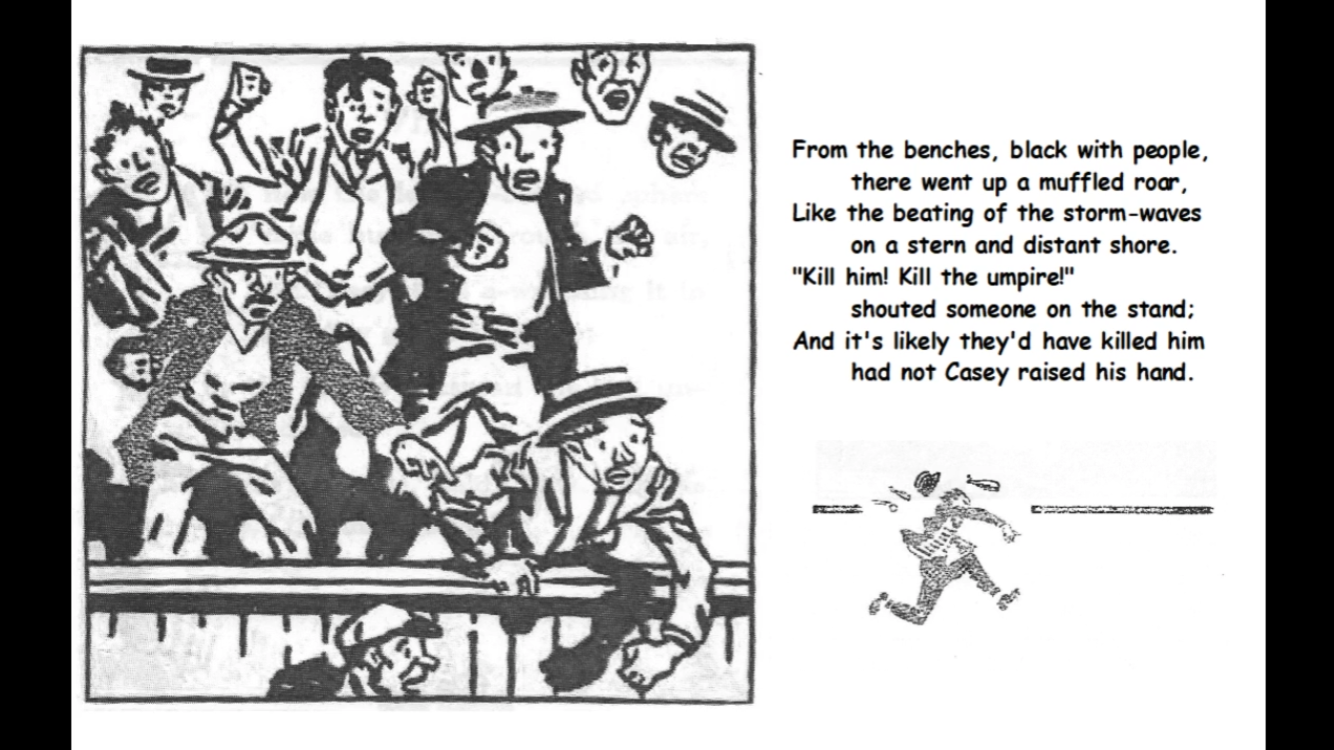 From the benches, black with people,
there went up a muffled roar,
Like the beating of the storm-waves
on a stern and distant shore.
"Kill him! Kill the umpire!"
shouted someone on the stand;
And it's likely they'd have killed him
had not Casey raised his hand.